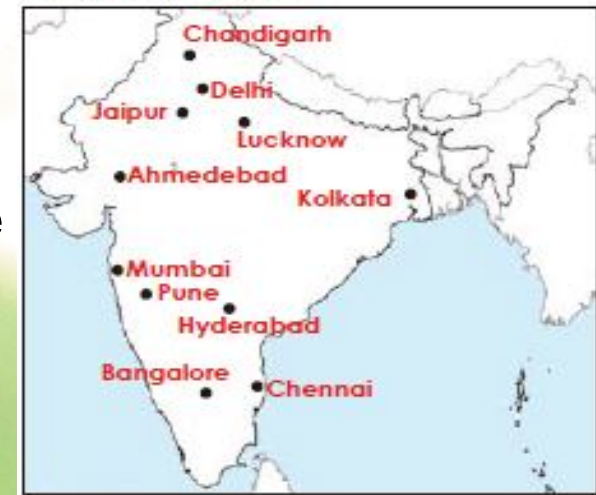 Chandigarh
Delhi
Jaipur
Lucknow
Ahmedebad
Kolkata
e
Mumbai
Pune
Hyderabad
Bangalore
Chennai